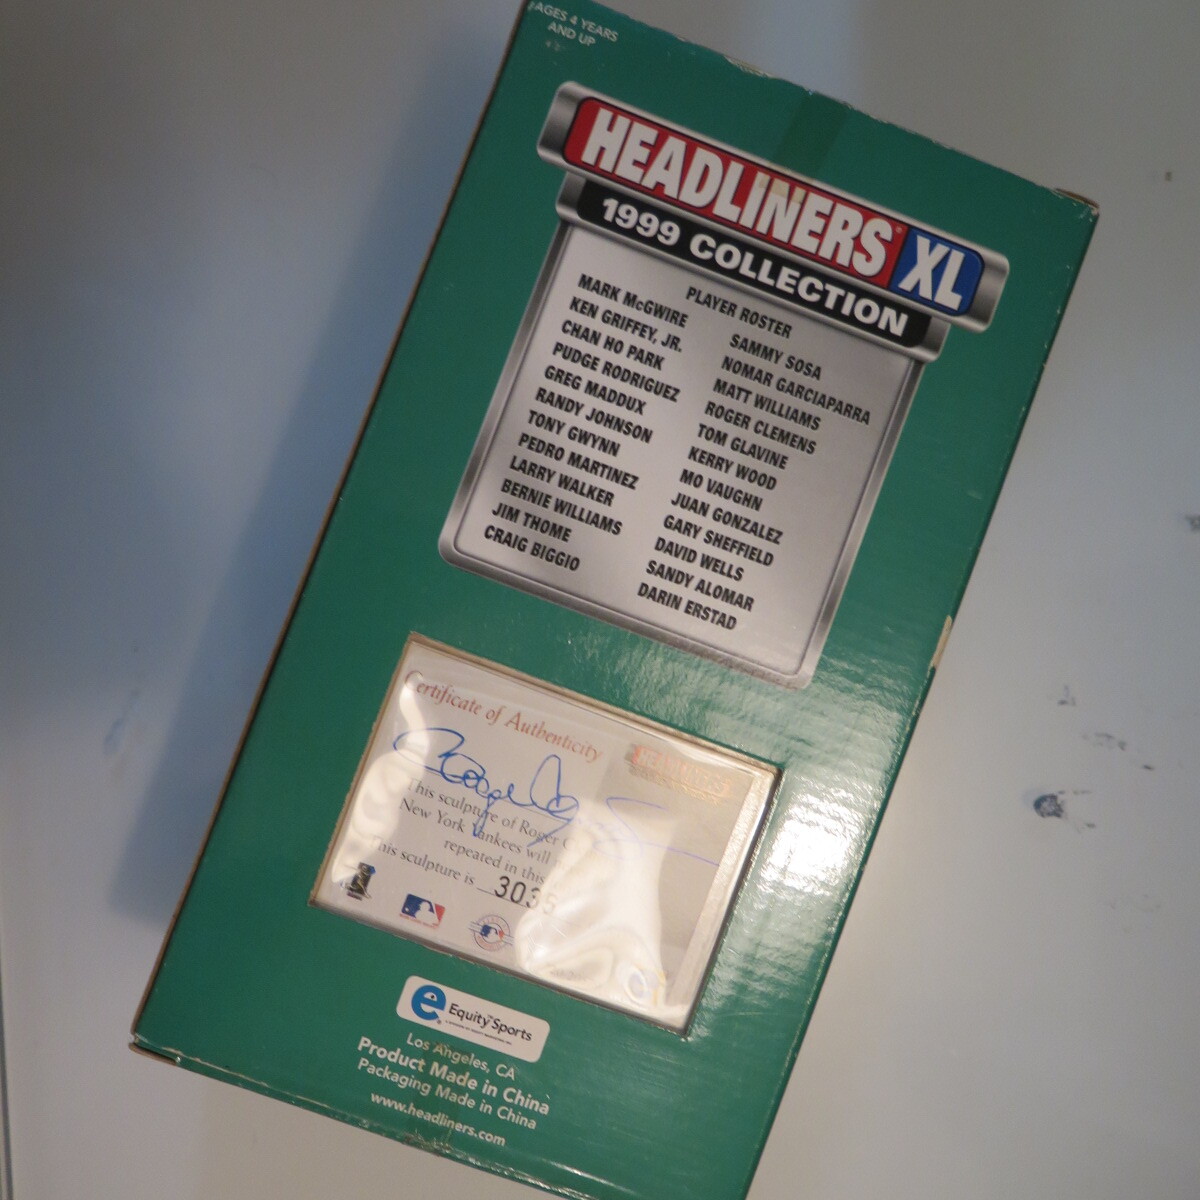 AGES 4 YEARS
AND UP
HEADLINERS XL
1999 COLLECTION
PLAYER ROSTER
MARK McGWIRE
KEN GRIFFEY, JR.
CHAN HO PARK
PUDGE RODRIGUEZ
GREG MADDUX
RANDY JOHNSON
TONY GWYNN
PEDRO MARTINEZ
LARRY WALKER
BERNIE WILLIAMS
JIM THOME
CRAIG BIGGIO
SAMMY SOSA
NOMAR GARCIAPARRA
MATT WILLIAMS
ROGER CLEMENS
TOM GLAVINE
KERRY WOOD
MO VAUGHN
JUAN GONZALEZ
GARY SHEFFIELD
DAVID WELLS
SANDY ALOMAR
DARIN ERSTAD
Certificate of Authenticity
HEADLINERS
This sculpture of Roger
New York Yankees will
repeated in this
This sculpture is 3035
e Equity Sports
Los Angeles, CA
Product Made in China
Packaging Made in China
www.headliners.com